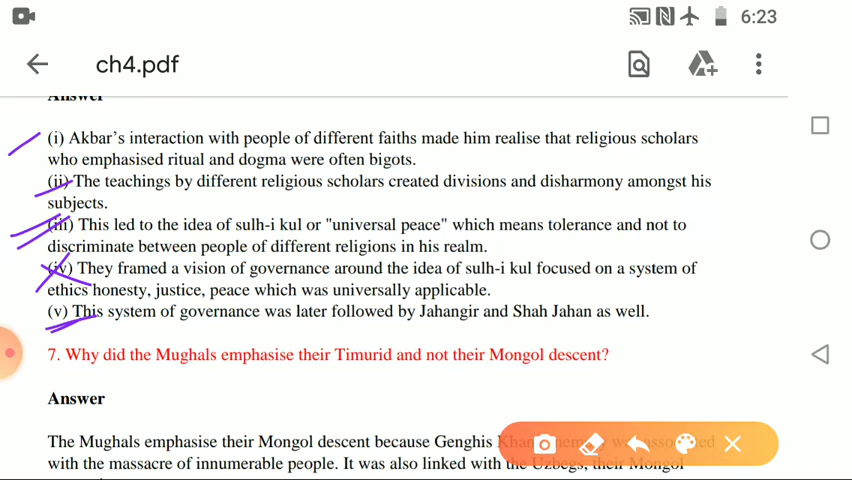 6:23
ch4.pdf
Answer
(i) Akbar's interaction with people of different faiths made him realise that religious scholars
who emphasised ritual and dogma were often bigots.
(ii) The teachings by different religious scholars created divisions and disharmony amongst his
subjects.
(iii) This led to the idea of sulh-i kul or "universal peace" which means tolerance and not to
discriminate between people of different religions in his realm.
(iv) They framed a vision of governance around the idea of sulh-i kul focused on a system of
ethics honesty, justice, peace which was universally applicable.
(v) This system of governance was later followed by Jahangir and Shah Jahan as well.
7. Why did the Mughals emphasise their Timurid and not their Mongol descent?
Answer
The Mughals emphasise their Mongol descent because Genghis Khan
with the massacre of innumerable people. It was also linked with the Uzbegs, their Mongol